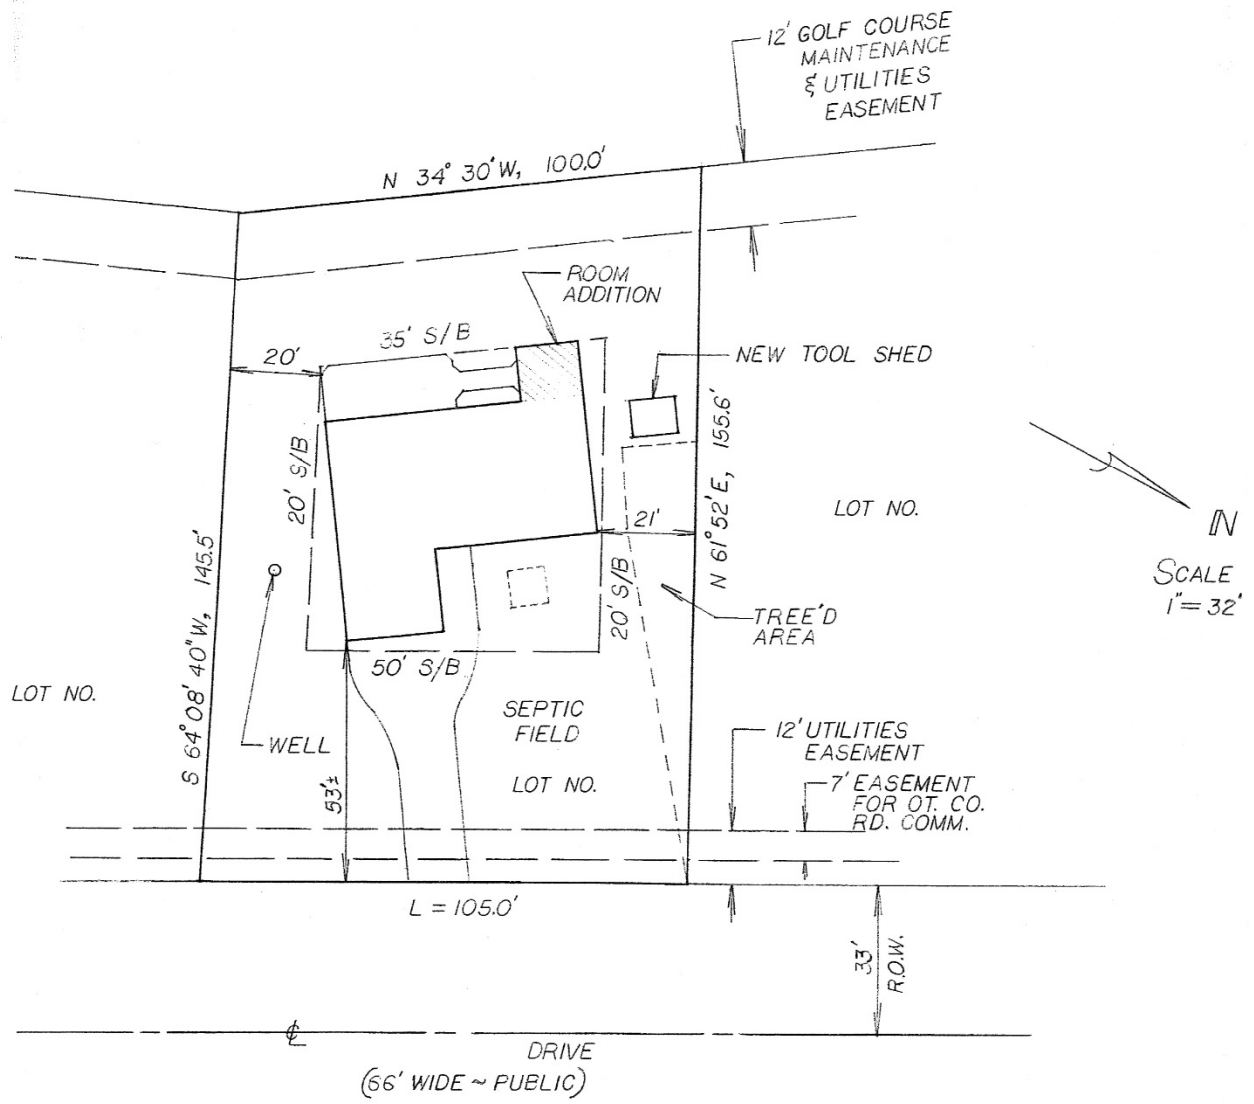 12' GOLF COURSE
MAINTENANCE
& UTILITIES
EASEMENT
N 34° 30' W, 100.0'
ROOM
ADDITION
35' S/B
20'
NEW TOOL SHED
N 61° 52' E, 155.6'
20' S/B
LOT NO.
21'
N
SCALE
1" = 32'
S 64° 08' 40" W, 145.5'
20' S/B
TREE'D
AREA
50' S/B
LOT NO.
SEPTIC
FIELD
WELL
12' UTILITIES
EASEMENT
LOT NO.
53'±
7' EASEMENT
FOR OT. CO.
RD. COMM.
L = 105.0'
33'
R.O.W.
℄
DRIVE
(66' WIDE ~ PUBLIC)